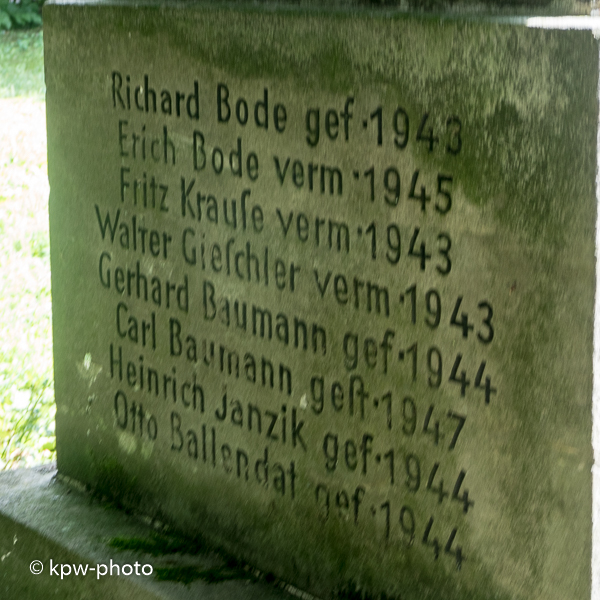 Richard Bode gef·1943
Erich Bode verm·1945
Fritz Krauſe verm·1943
Walter Gieſchler verm·1943
Gerhard Baumann gef·1944
Carl Baumann geſt·1947
Heinrich Janzik gef·1944
Otto Ballendat gef·1944
© kpw-photo